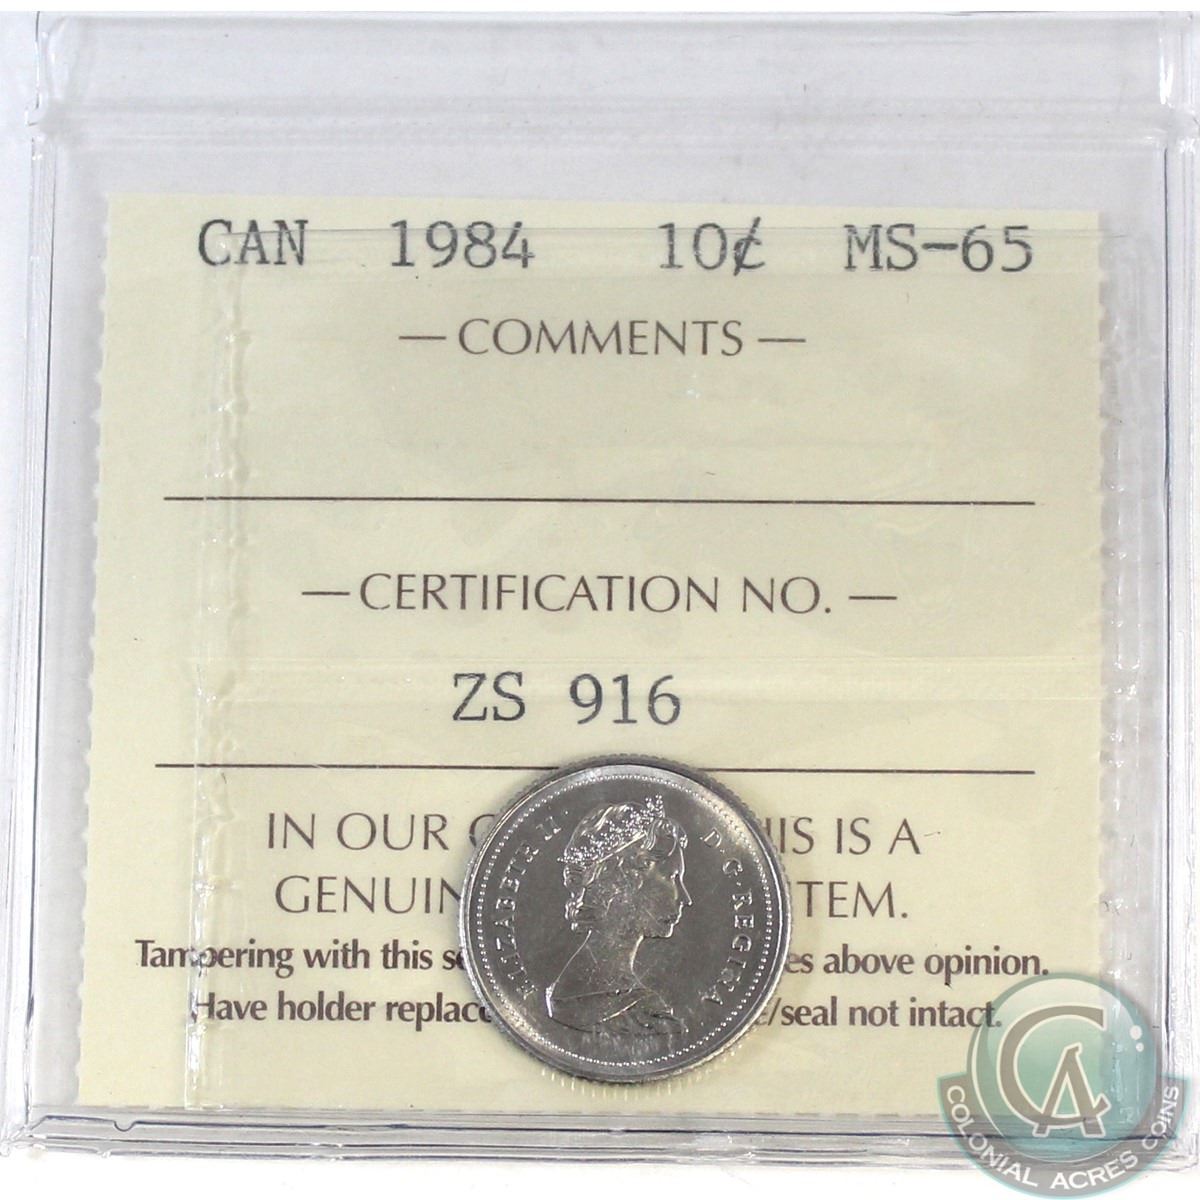 CAN 1984 10¢ MS-65
— COMMENTS —
— CERTIFICATION NO. —
ZS 916
IN OUR IS A
GENUIN TEM.
Tampering with this se es above opinion.
Have holder replac e/seal not intact.
ELIZABETH II D·G·REGINA
CA
COLONIAL ACRES COINS